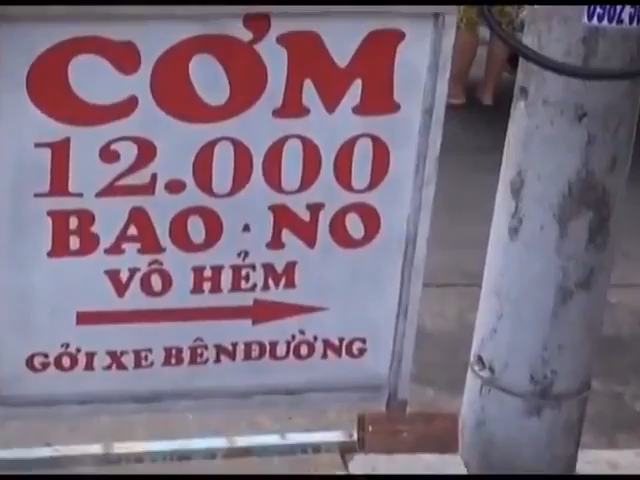 CƠM
12.000
BAO. NO
VÔ HẺM
GỞI XE BÊN ĐƯỜNG